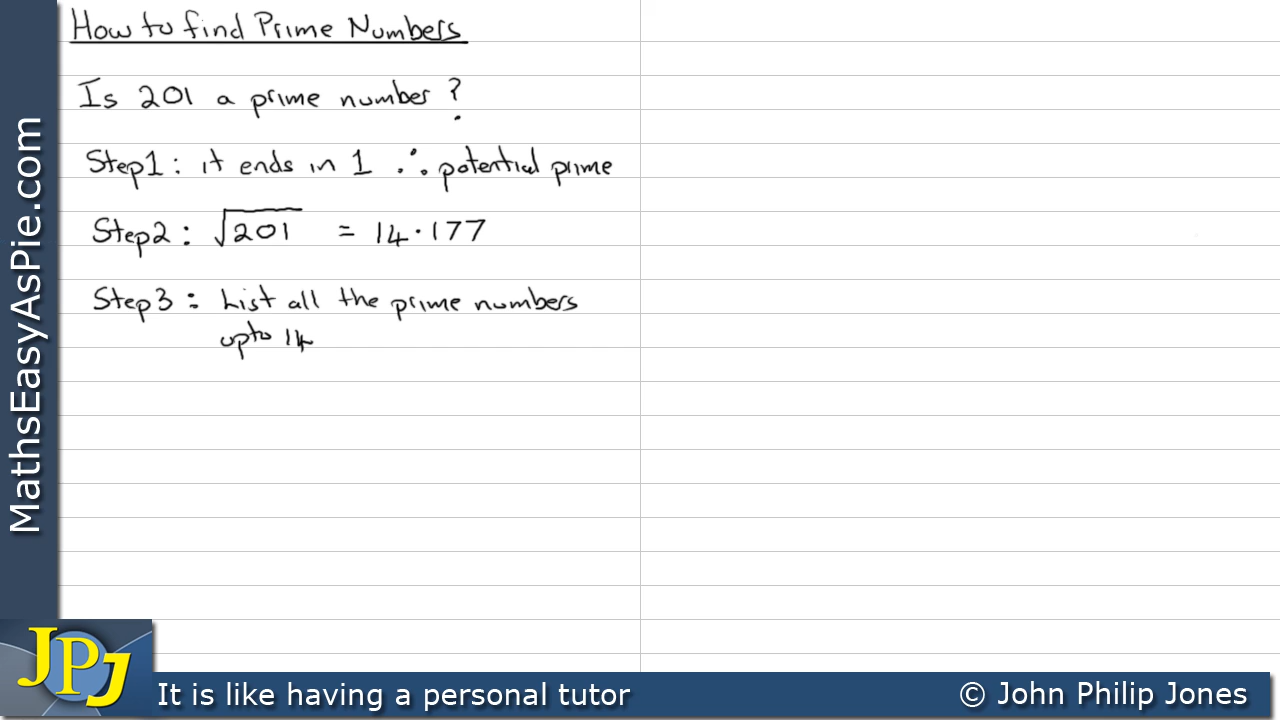 How to find Prime Numbers
Is 201 a prime number ?
Step1: it ends in 1 ∴ potential prime
Step2: √201 = 14·177
Step3: List all the prime numbers
upto 14
MathsEasyAsPie.com
JPJ
It is like having a personal tutor
© John Philip Jones